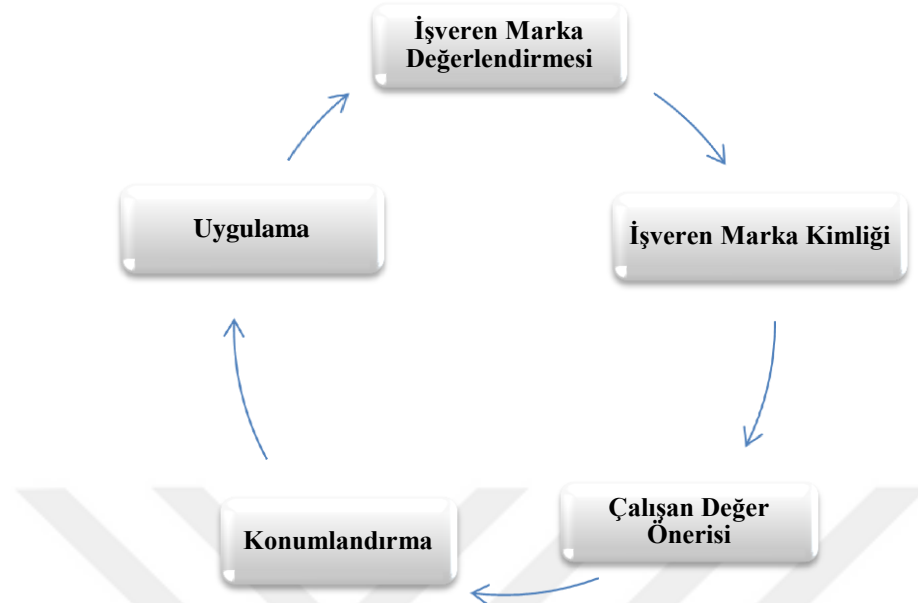 İşveren Marka
Değerlendirmesi
İşveren Marka Kimliği
Çalışan Değer
Önerisi
Konumlandırma
Uygulama